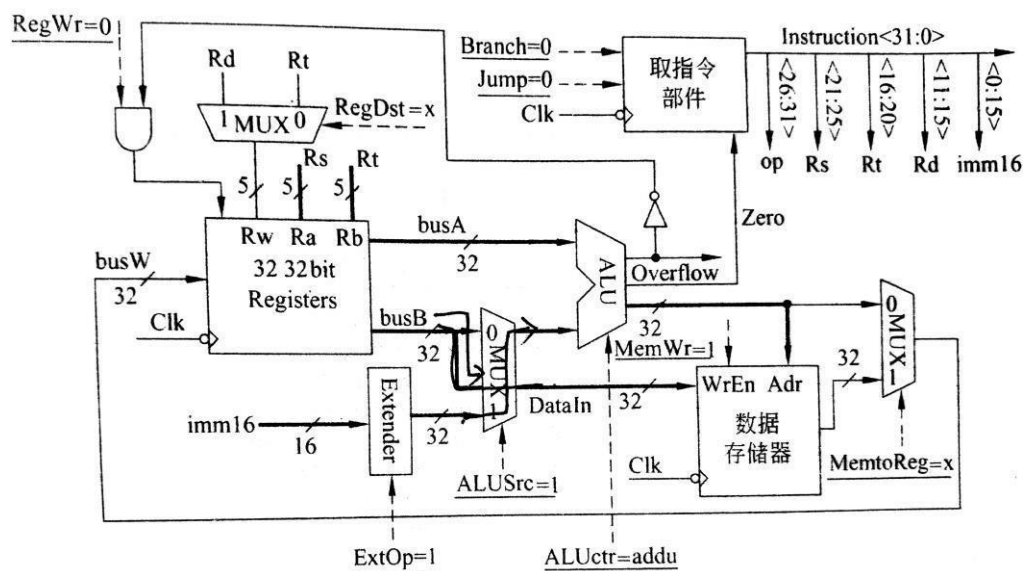 RegWr=0
Rd
Rt
1 MUX 0
RegDst=x
Branch=0
Jump=0
Clk
取指令
部件
Instruction<31:0>
<26:31>
<21:25>
<16:20>
<11:15>
<0:15>
op
Rs
Rt
Rd
imm16
Rs
Rt
5
5
5
Rw
Ra
Rb
32 32bit
Registers
busW
32
Clk
busA
32
busB
32
0
MUX
1
ALU
Zero
Overflow
32
MemWr=1
imm16
16
Extender
32
DataIn
32
WrEn
Adr
数据
存储器
Clk
32
0
MUX
1
MemtoReg=x
ALUSrc=1
ExtOp=1
ALUctr=addu